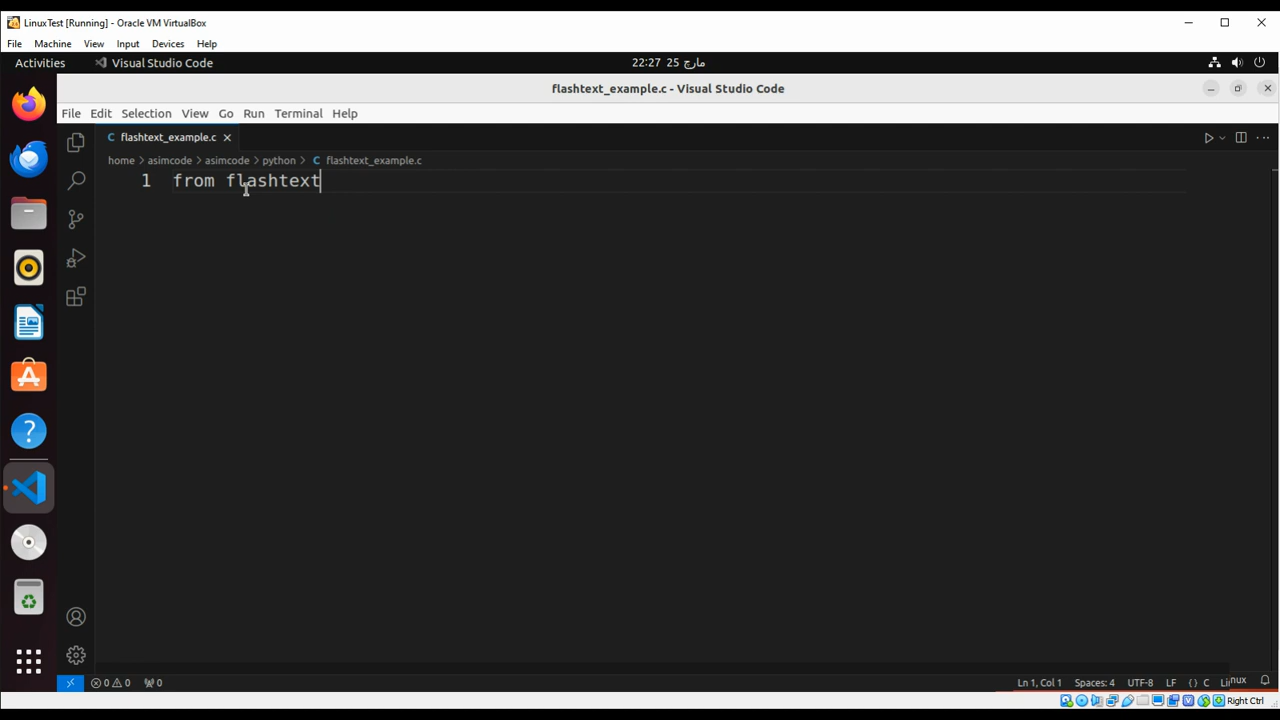 LinuxTest [Running] - Oracle VM VirtualBox
File Machine View Input Devices Help
Activities Visual Studio Code 22:27 25 مارچ
flashtext_example.c - Visual Studio Code
File Edit Selection View Go Run Terminal Help
C flashtext_example.c
home > asimcode > asimcode > python > C flashtext_example.c
1 from flashtext
0 0 0 Ln 1, Col 1 Spaces: 4 UTF-8 LF {} C
Right Ctrl